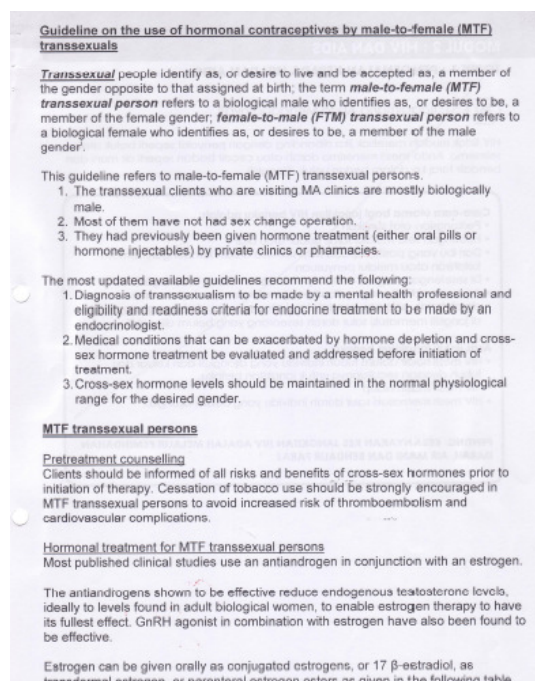 Guideline on the use of hormonal contraceptives by male-to-female (MTF)
transsexuals
Transsexual people identify as, or desire to live and be accepted as, a member of
the gender opposite to that assigned at birth; the term male-to-female (MTF)
transsexual person refers to a biological male who identifies as, or desires to be, a
member of the female gender; female-to-male (FTM) transsexual person refers to
a biological female who identifies as, or desires to be, a member of the male
gender
This guideline refers to male-to-female (MTF) transsexual persons.
1. The transsexual clients who are visiting MA clinics are mostly biologically
male.
2. Most of them have not had sex change operation.
3. They had previously been given hormone treatment (either oral pills or
hormone injectables) by private clinics or pharmacies.
The most updated available guidelines recommend the following:
1. Diagnosis of transsexualism to be made by a mental health professional and
eligibility and readiness criteria for endocrine treatment to be made by an
endocrinologist.
2. Medical conditions that can be exacerbated by hormone depletion and cross-
sex hormone treatment be evaluated and addressed before initiation of
treatment.
3. Cross-sex hormone levels should be maintained in the normal physiological
range for the desired gender.
MTF transsexual persons
Pretreatment counselling
Clients should be informed of all risks and benefits of cross-sex hormones prior to
initiation of therapy. Cessation of tobacco use should be strongly encouraged in
MTF transsexual persons to avoid increased risk of thromboembolism and
cardiovascular complications.
Hormonal treatment for MTF transsexual persons
Most published clinical studies use an antiandrogen in conjunction with an estrogen.
The antiandrogens shown to be effective reduce endogenous testosterone levels,
ideally to levels found in adult biological women, to enable estrogen therapy to have
its fullest effect. GnRH agonist in combination with estrogen have also been found to
be effective.
Estrogen can be given orally as conjugated estrogens, or 17 β-estradiol, as
transdermal estrogen, or parenteral estrogen esters as given in the following table